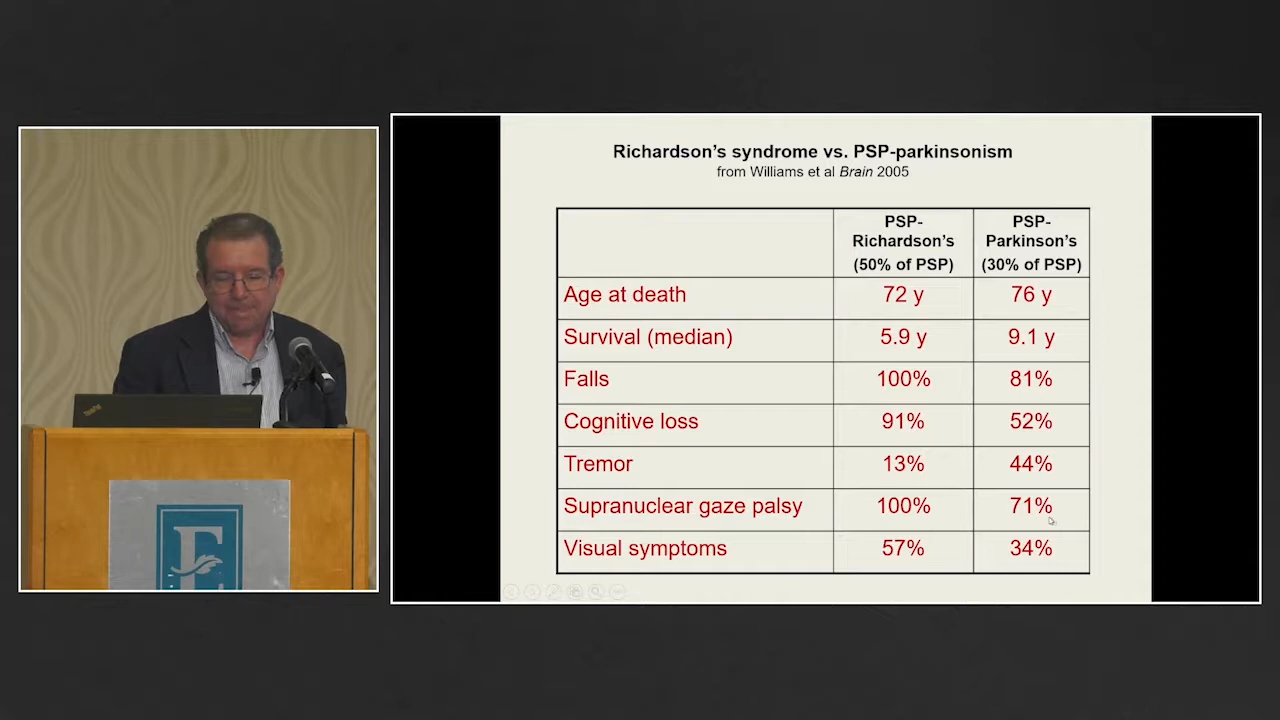 Richardson's syndrome vs. PSP-parkinsonism
from Williams et al Brain 2005
PSP-
Richardson's
(50% of PSP)
PSP-
Parkinson's
(30% of PSP)
Age at death 72 y 76 y
Survival (median) 5.9 y 9.1 y
Falls 100% 81%
Cognitive loss 91% 52%
Tremor 13% 44%
Supranuclear gaze palsy 100% 71%
Visual symptoms 57% 34%
ThinkPad
E